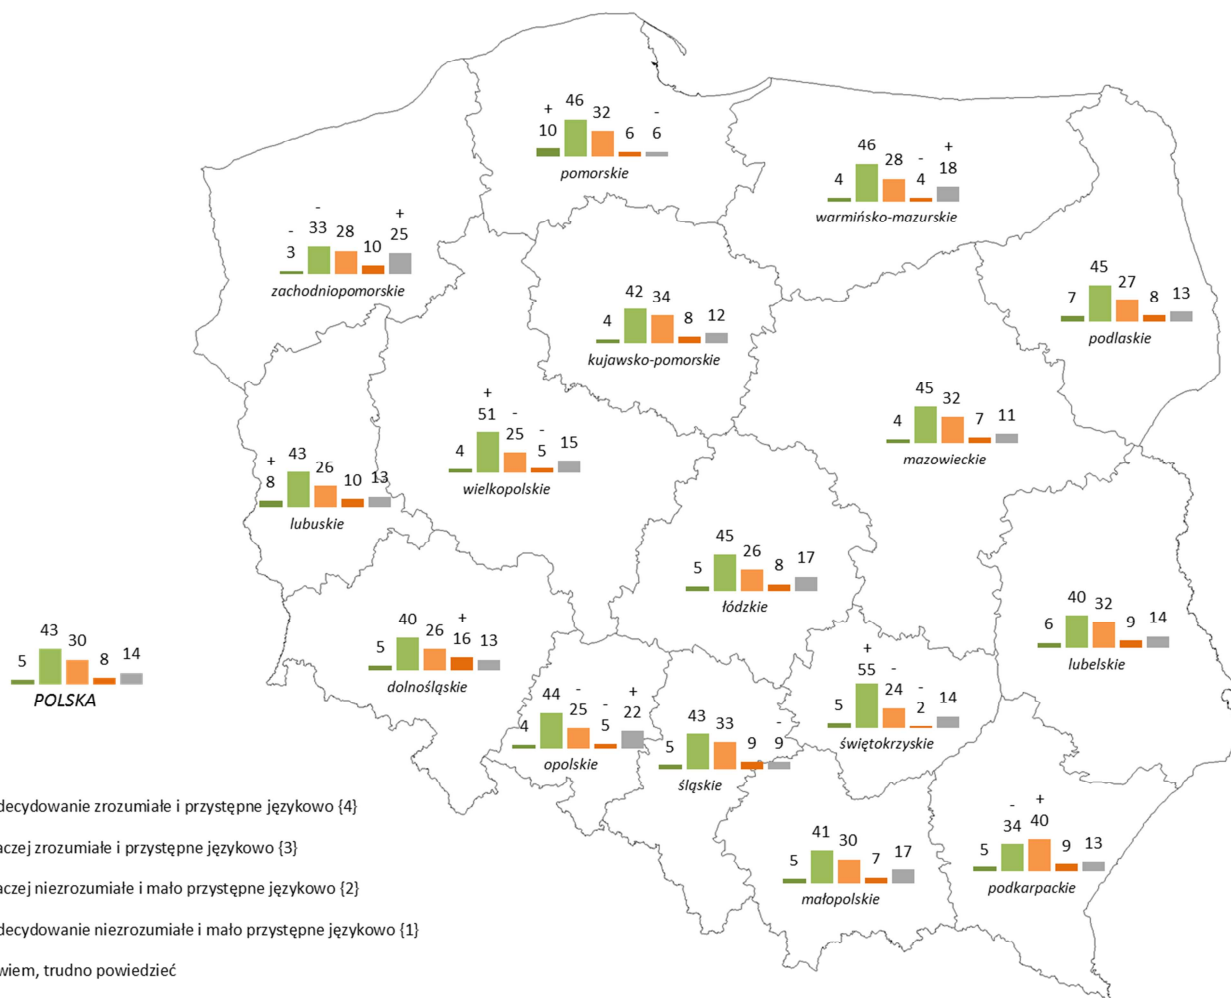 + 46 -
10 32 6 6
pomorskie
46 +
28 - 18
4 4
warmińsko-mazurskie
- +
- 33 28 25
3 10
zachodniopomorskie
45
27
7 8 13
podlaskie
42 34
4 8 12
kujawsko-pomorskie
45
32
4 7 11
mazowieckie
+
51 -
25 -
4 5 15
wielkopolskie
+ 43
8 26 10 13
lubuskie
45
26
5 8 17
łódzkie
40
32
6 9 14
lubelskie
43
30
5 8 14
POLSKA
40 +
26 16
5 13
dolnośląskie
+
55 -
24 -
5 2 14
świętokrzyskie
44 - +
25 - 22
4 5
opolskie
43 -
33
5 9 9
śląskie
- +
34 40
5 9 13
podkarpackie
41
30
5 7 17
małopolskie
decydowanie zrozumiałe i przystępne językowo {4}
aczej zrozumiałe i przystępne językowo {3}
aczej niezrozumiałe i mało przystępne językowo {2}
decydowanie niezrozumiałe i mało przystępne językowo {1}
wiem, trudno powiedzieć